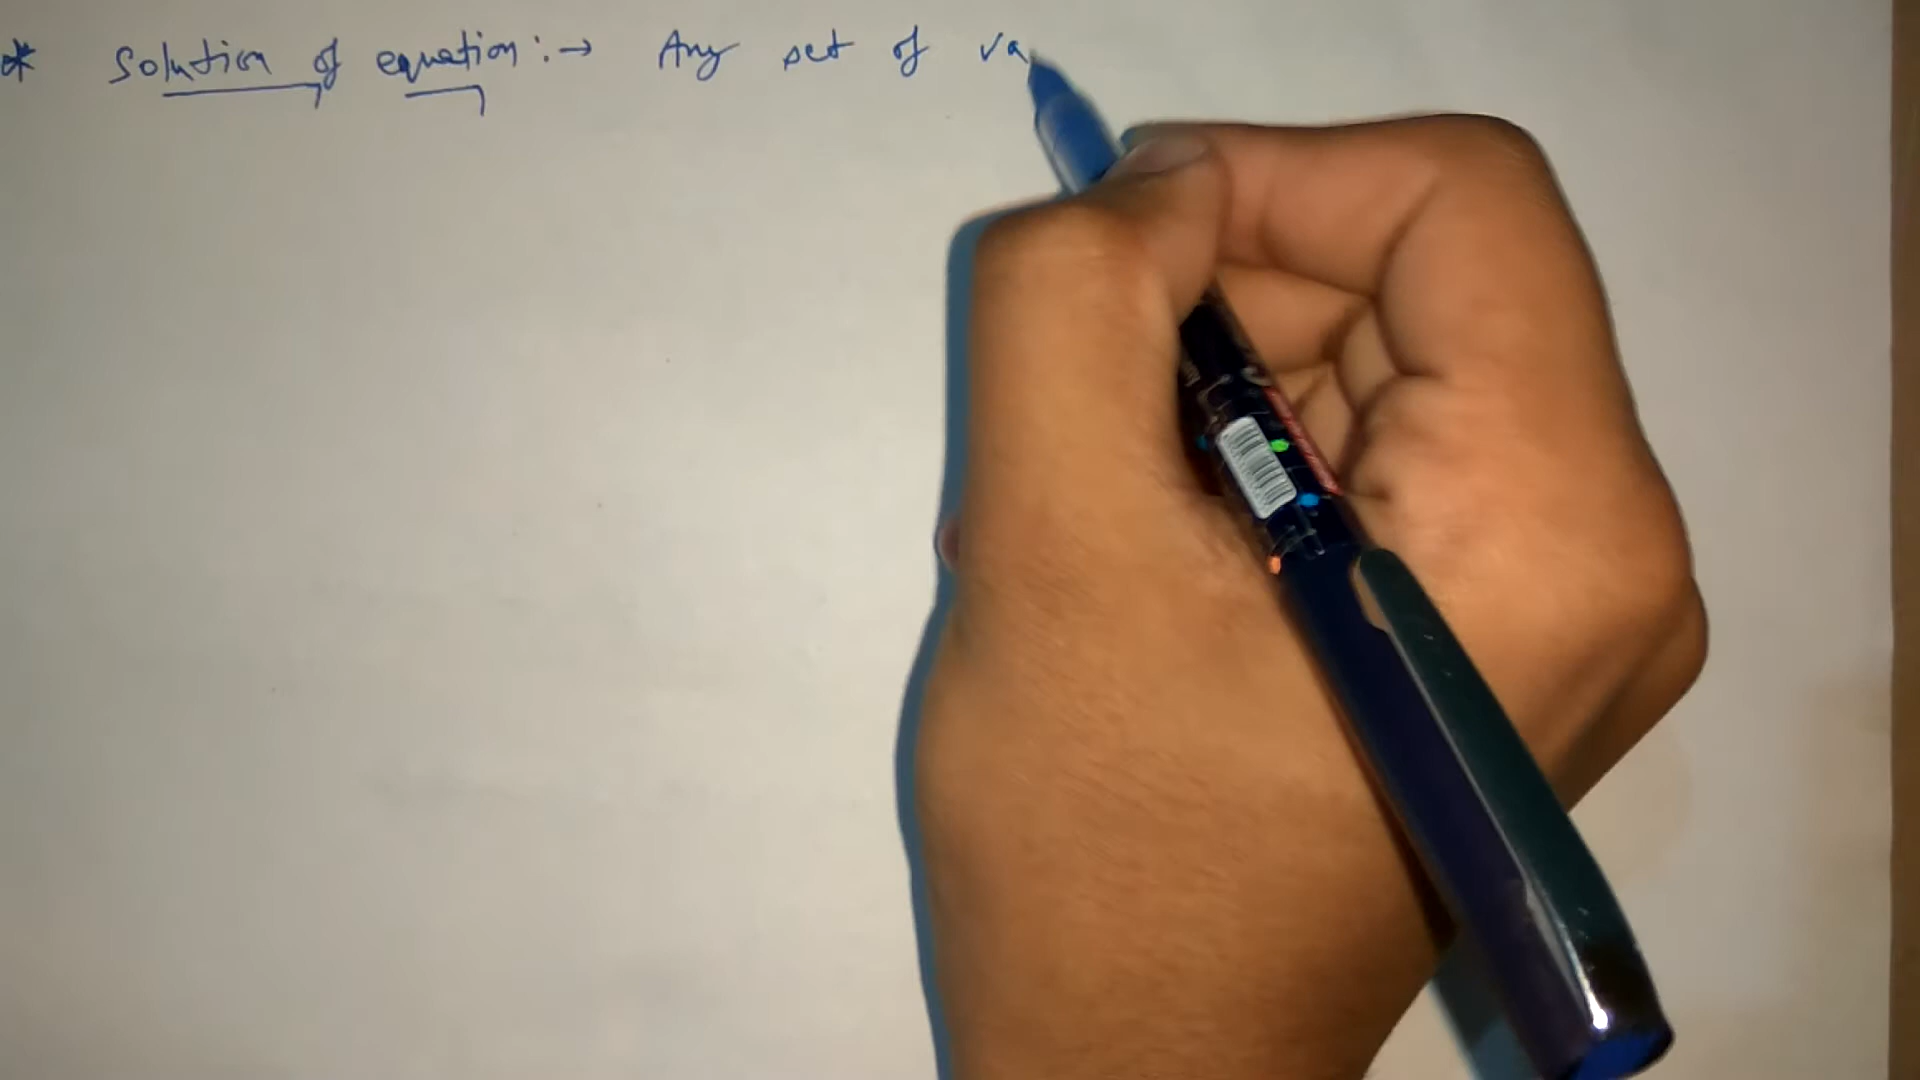 * Solution of equation :→ Any set of va